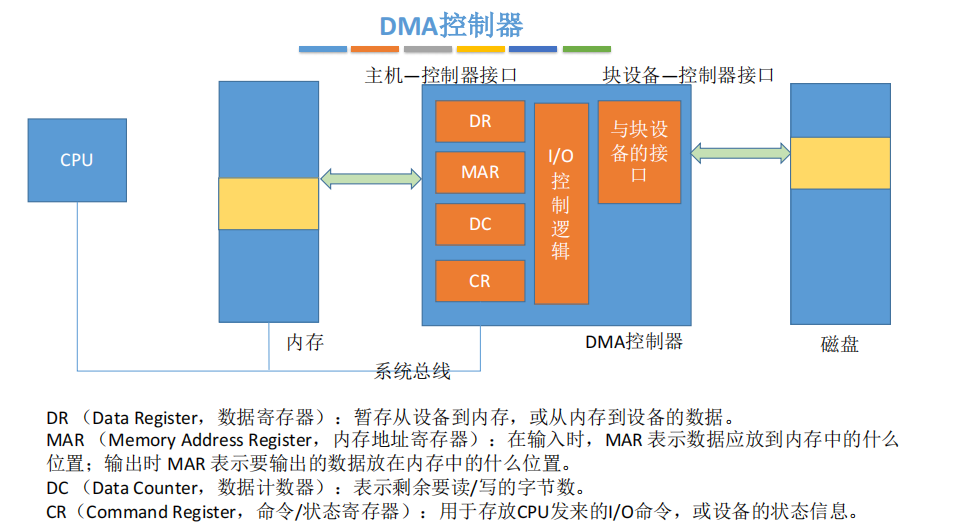 DMA控制器
主机—控制器接口
块设备—控制器接口
CPU
DR
MAR
DC
CR
I/O
控
制
逻
辑
与块设
备的接
口
内存
DMA控制器
磁盘
系统总线
DR （Data Register，数据寄存器）：暂存从设备到内存，或从内存到设备的数据。
MAR （Memory Address Register，内存地址寄存器）：在输入时，MAR 表示数据应放到内存中的什么
位置；输出时 MAR 表示要输出的数据放在内存中的什么位置。
DC （Data Counter，数据计数器）：表示剩余要读/写的字节数。
CR（Command Register，命令/状态寄存器）：用于存放CPU发来的I/O命令，或设备的状态信息。